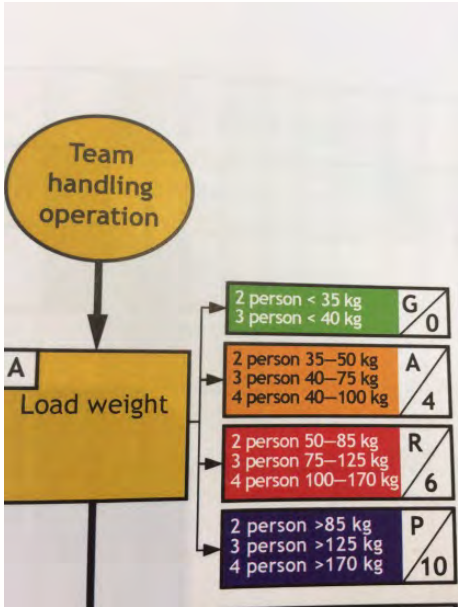 Team
handling
operation
A
Load weight
2 person < 35 kg
3 person < 40 kg
G/0
2 person 35–50 kg
3 person 40–75 kg
4 person 40–100 kg
A/4
2 person 50–85 kg
3 person 75–125 kg
4 person 100–170 kg
R/6
2 person >85 kg
3 person >125 kg
4 person >170 kg
P/10